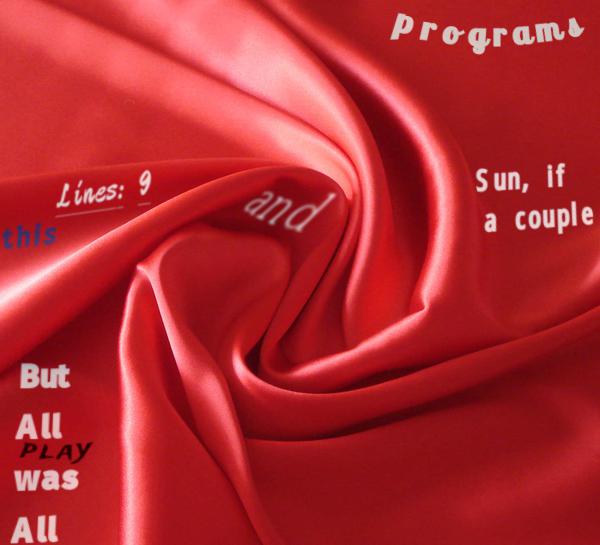 programs
Sun, if
a couple
Lines: 9
and
this
But
All
PLAY
was
All